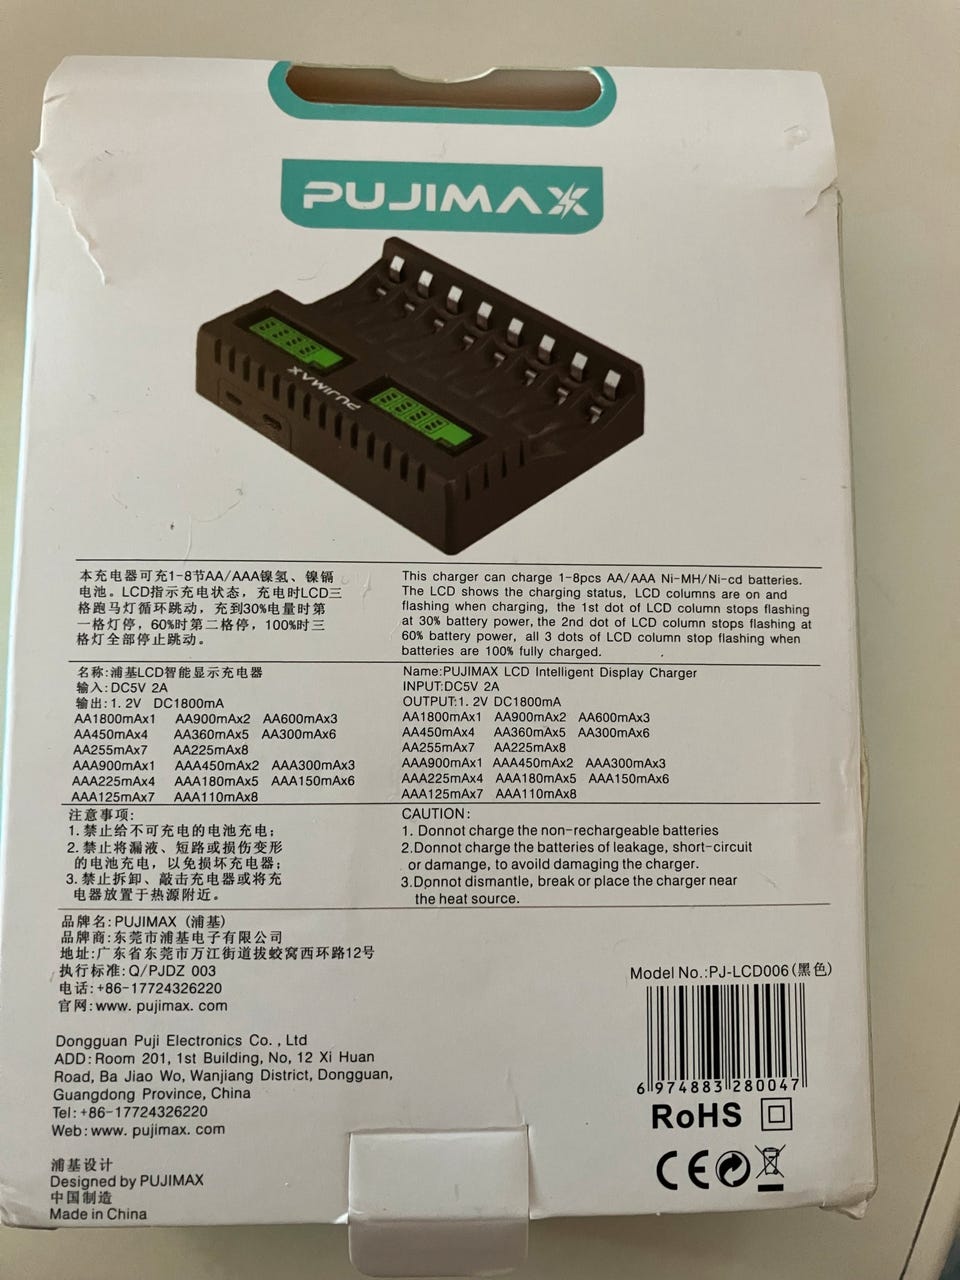 PUJIMAX
PUJIMAX
本充电器可充1-8节AA/AAA镍氢、镍镉
电池。LCD指示充电状态，充电时LCD三
格跑马灯循环跳动，充到30%电量时第
一格灯停，60%时第二格停，100%时三
格灯全部停止跳动。
This charger can charge 1-8pcs AA/AAA Ni-MH/Ni-cd batteries.
The LCD shows the charging status, LCD columns are on and
flashing when charging, the 1st dot of LCD column stops flashing
at 30% battery power, the 2nd dot of LCD column stops flashing at
60% battery power, all 3 dots of LCD column stop flashing when
batteries are 100% fully charged.
名称:浦基LCD智能显示充电器
输入:DC5V 2A
输出:1.2V DC1800mA
AA1800mAx1 AA900mAx2 AA600mAx3
AA450mAx4 AA360mAx5 AA300mAx6
AA255mAx7 AA225mAx8
AAA900mAx1 AAA450mAx2 AAA300mAx3
AAA225mAx4 AAA180mAx5 AAA150mAx6
AAA125mAx7 AAA110mAx8
Name:PUJIMAX LCD Intelligent Display Charger
INPUT:DC5V 2A
OUTPUT:1.2V DC1800mA
AA1800mAx1 AA900mAx2 AA600mAx3
AA450mAx4 AA360mAx5 AA300mAx6
AA255mAx7 AA225mAx8
AAA900mAx1 AAA450mAx2 AAA300mAx3
AAA225mAx4 AAA180mAx5 AAA150mAx6
AAA125mAx7 AAA110mAx8
注意事项:
1.禁止给不可充电的电池充电;
2.禁止将漏液、短路或损伤变形
的电池充电，以免损坏充电器;
3.禁止拆卸、敲击充电器或将充
电器放置于热源附近。
CAUTION:
1. Donnot charge the non-rechargeable batteries
2.Donnot charge the batteries of leakage, short-circuit
or damage, to avoild damaging the charger.
3.Donnot dismantle, break or place the charger near
the heat source.
品牌名:PUJIMAX (浦基)
品牌商:东莞市浦基电子有限公司
地址:广东省东莞市万江街道拔蛟窝西环路12号
执行标准:Q/PJDZ 003
电话:+86-17724326220
官网:www.pujimax.com
Dongguan Puji Electronics Co., Ltd
ADD:Room 201, 1st Building, No, 12 Xi Huan
Road, Ba Jiao Wo, Wanjiang District, Dongguan,
Guangdong Province, China
Tel:+86-17724326220
Web:www.pujimax.com
浦基设计
Designed by PUJIMAX
中国制造
Made in China
Model No.:PJ-LCD006(黑色)
6 974883 280047
RoHS
CE